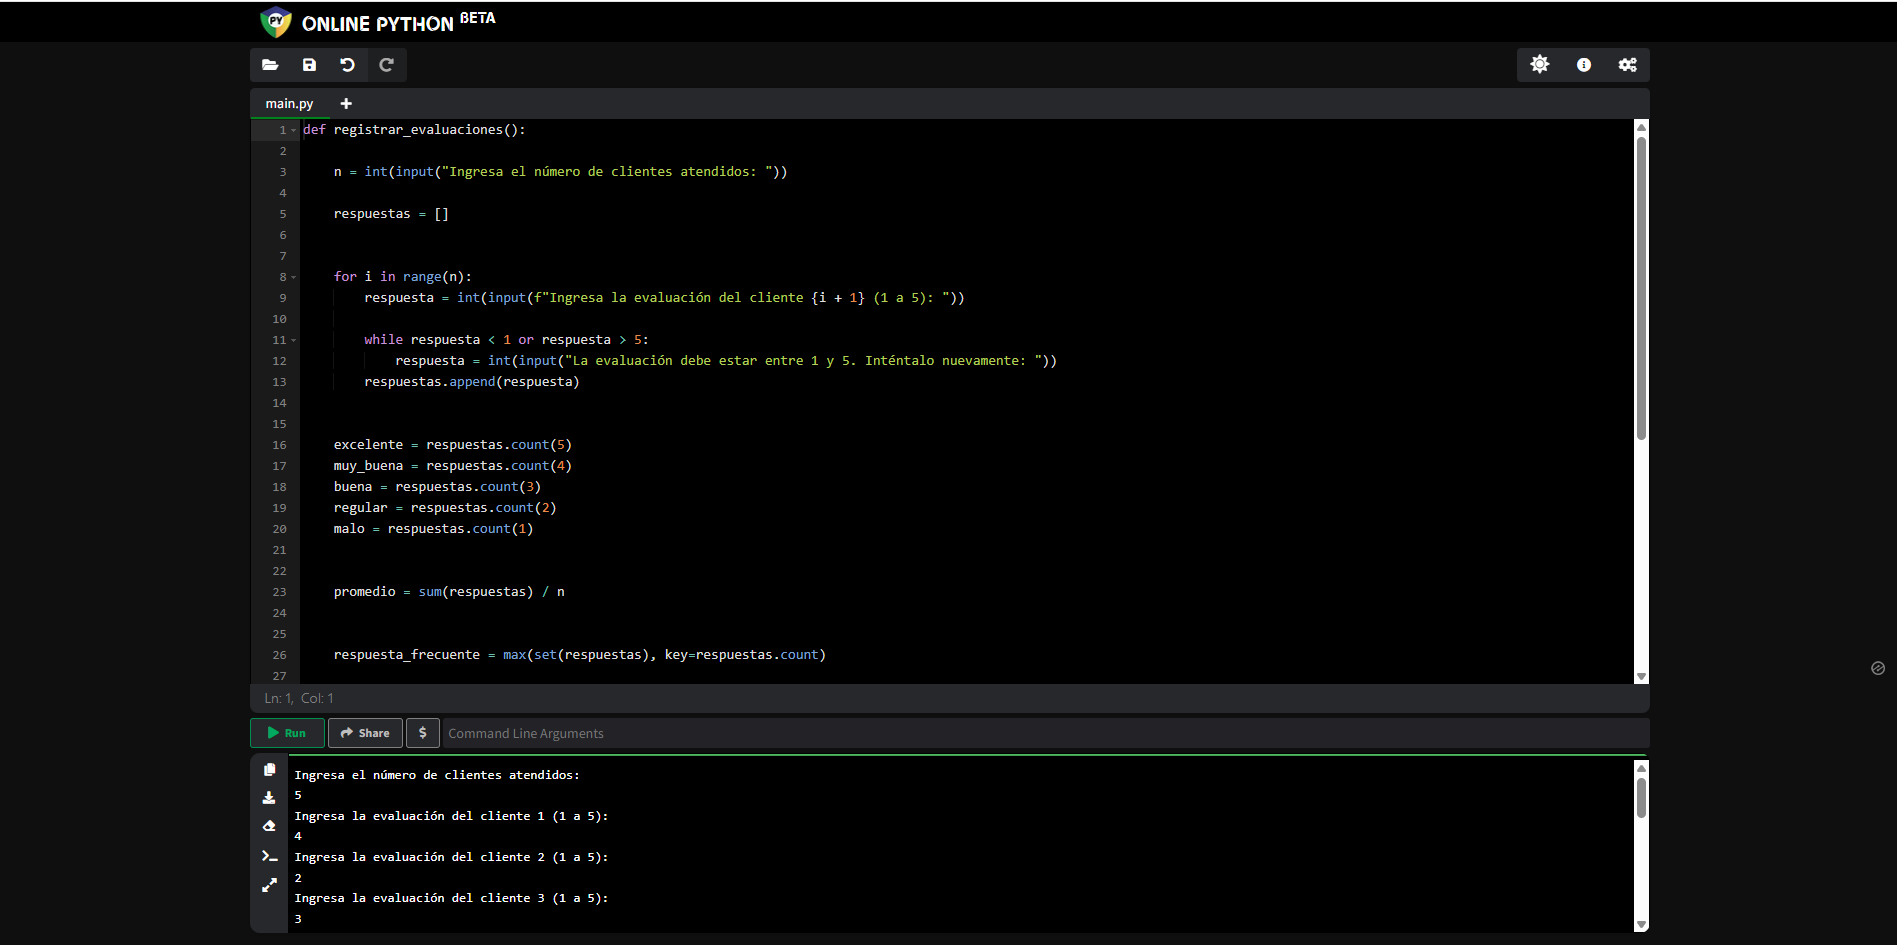 PY ONLINE PYTHON BETA
main.py +
1 def registrar_evaluaciones():
2
3 n = int(input("Ingresa el número de clientes atendidos: "))
4
5 respuestas = []
6
7
8 for i in range(n):
9 respuesta = int(input(f"Ingresa la evaluación del cliente {i + 1} (1 a 5): "))
10
11 while respuesta < 1 or respuesta > 5:
12 respuesta = int(input("La evaluación debe estar entre 1 y 5. Inténtalo nuevamente: "))
13 respuestas.append(respuesta)
14
15
16 excelente = respuestas.count(5)
17 muy_buena = respuestas.count(4)
18 buena = respuestas.count(3)
19 regular = respuestas.count(2)
20 malo = respuestas.count(1)
21
22
23 promedio = sum(respuestas) / n
24
25
26 respuesta_frecuente = max(set(respuestas), key=respuestas.count)
27
Ln: 1, Col: 1
Run Share $ Command Line Arguments
Ingresa el número de clientes atendidos:
5
Ingresa la evaluación del cliente 1 (1 a 5):
4
Ingresa la evaluación del cliente 2 (1 a 5):
2
Ingresa la evaluación del cliente 3 (1 a 5):
3